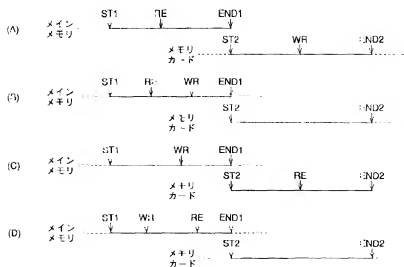 ST1 RE END1
(A) メイン
メモリ
ST2 WR END2
メモリ
カード
ST1 RE WR END1
(B) メイン
メモリ
ST2 END2
メモリ
カード
ST1 WR END1
(C) メイン
メモリ
ST2 RE END2
メモリ
カード
ST1 WR RE END1
(D) メイン
メモリ
ST2 END2
メモリ
カード